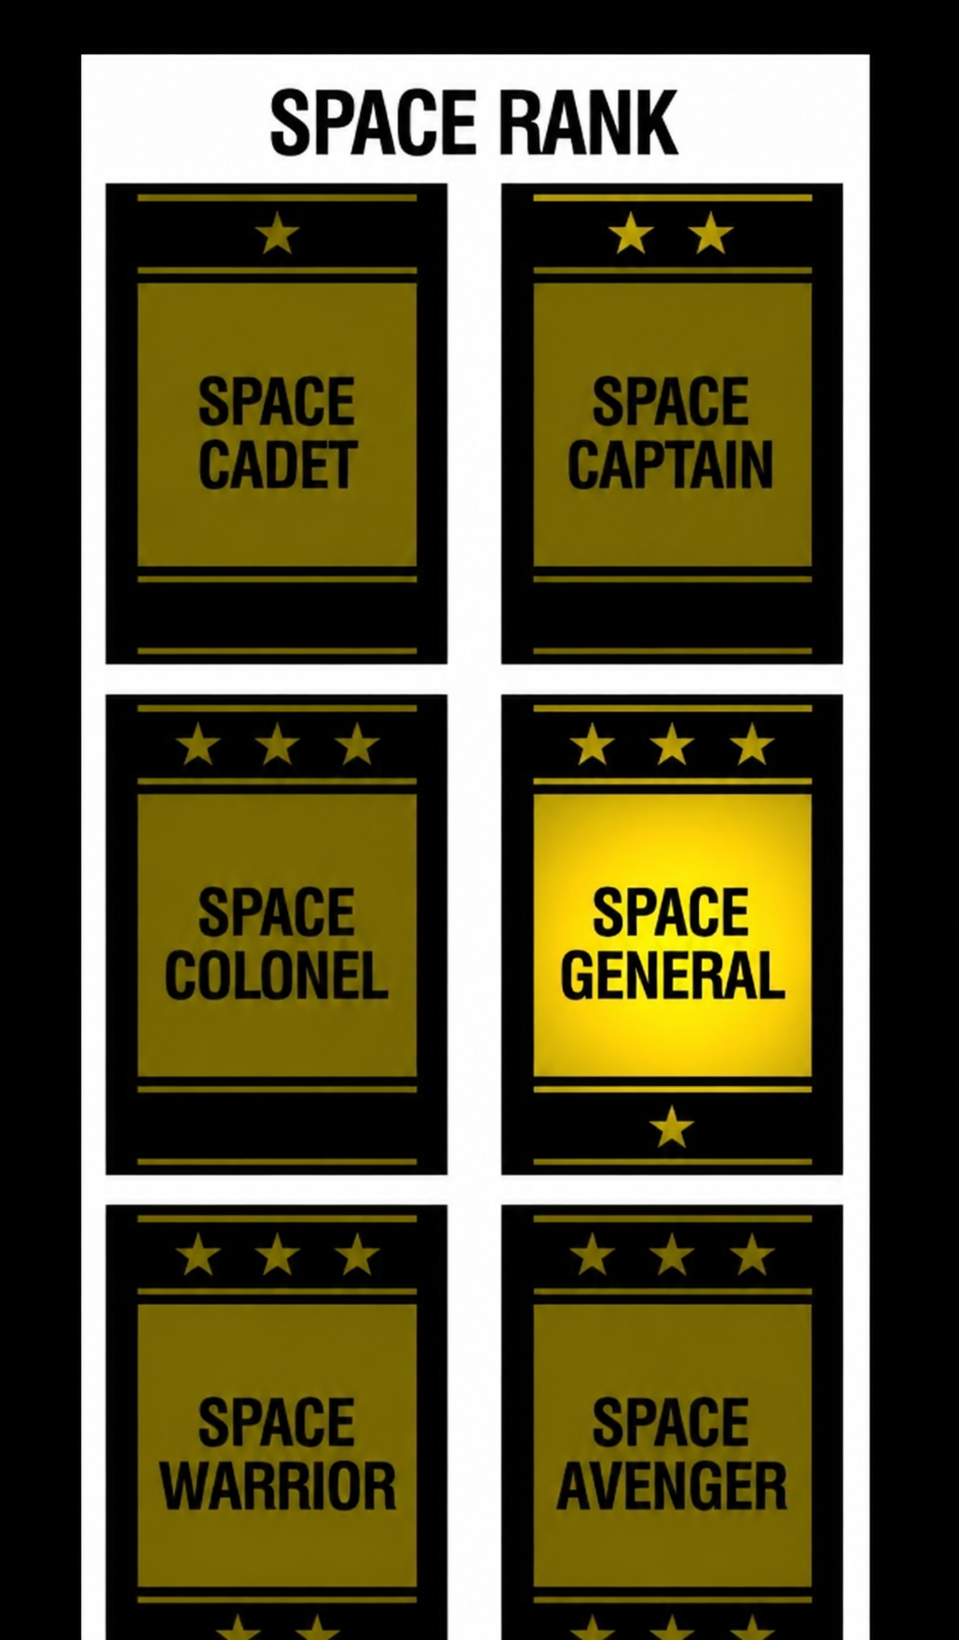 SPACE RANK
SPACE
CADET
SPACE
CAPTAIN
SPACE
COLONEL
SPACE
GENERAL
SPACE
WARRIOR
SPACE
AVENGER